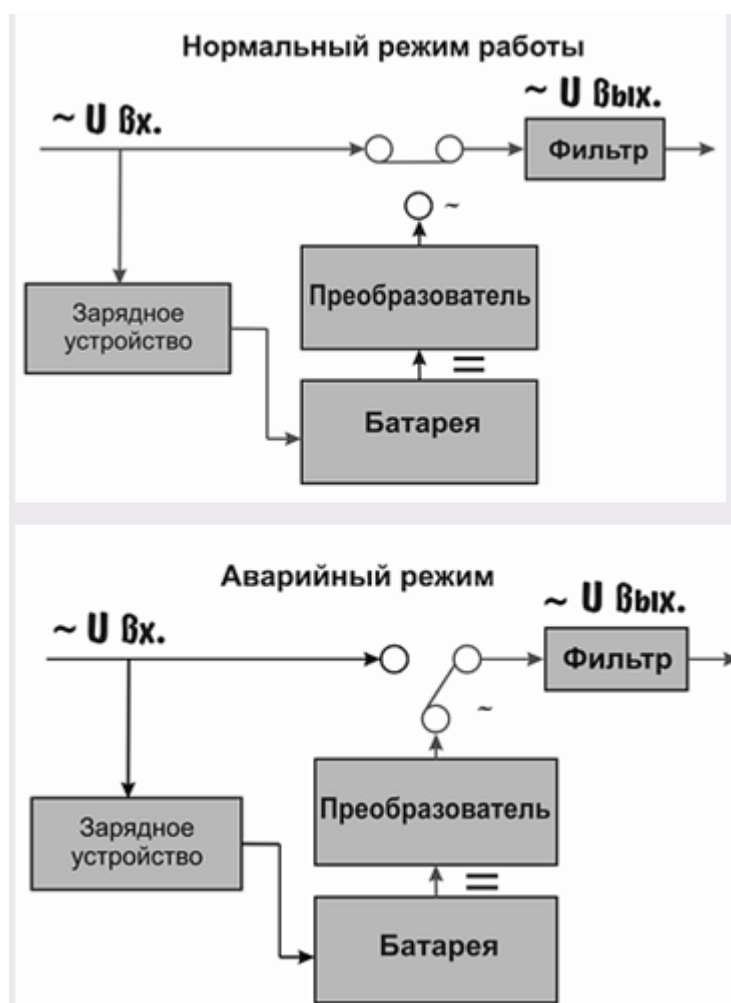 Нормальный режим работы
~ U вх.
~ U вых.
Фильтр
~
Преобразователь
Зарядное
устройство
=
Батарея
Аварийный режим
~ U вх.
~ U вых.
Фильтр
~
Преобразователь
Зарядное
устройство
=
Батарея